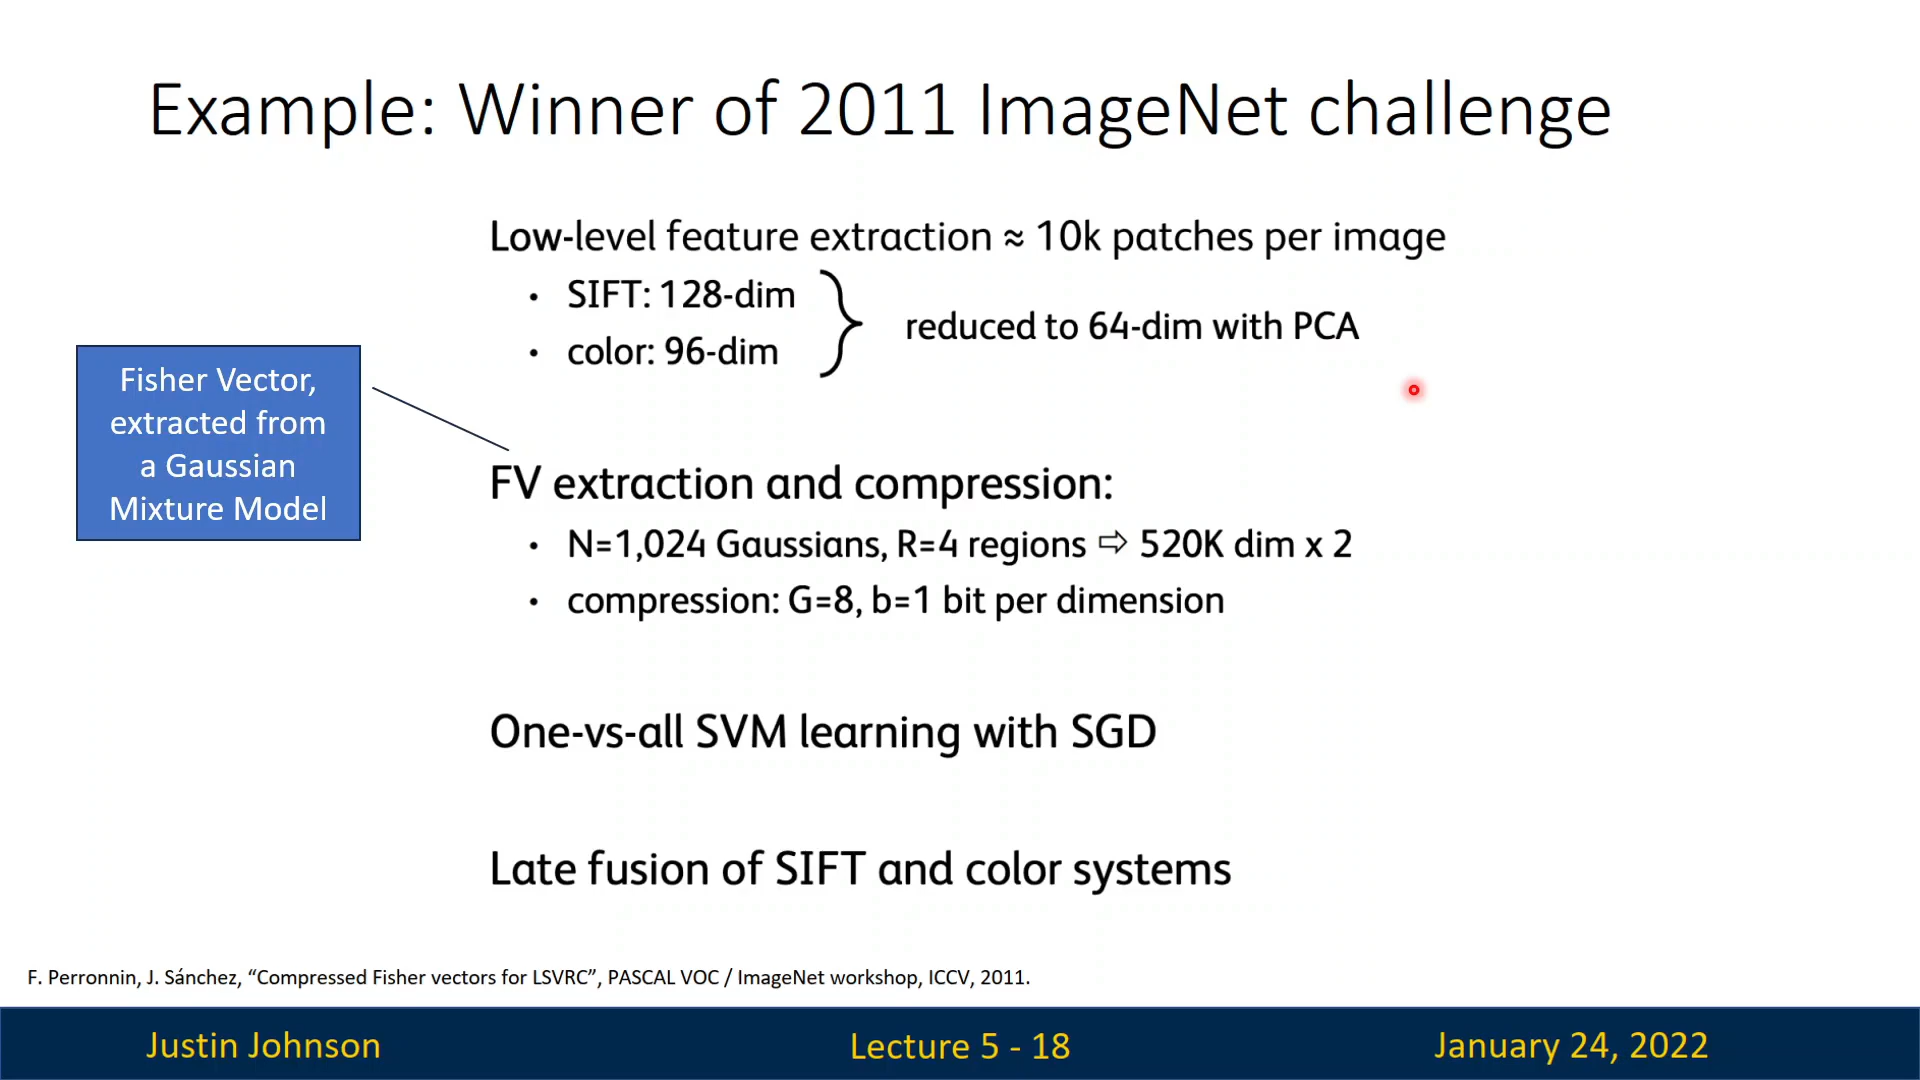 Example: Winner of 2011 ImageNet challenge
Low-level feature extraction ≈ 10k patches per image
• SIFT: 128-dim
• color: 96-dim
reduced to 64-dim with PCA
Fisher Vector,
extracted from
a Gaussian
Mixture Model
FV extraction and compression:
• N=1,024 Gaussians, R=4 regions ⇨ 520K dim x 2
• compression: G=8, b=1 bit per dimension
One-vs-all SVM learning with SGD
Late fusion of SIFT and color systems
F. Perronnin, J. Sánchez, “Compressed Fisher vectors for LSVRC”, PASCAL VOC / ImageNet workshop, ICCV, 2011.
Justin Johnson
Lecture 5 - 18
January 24, 2022